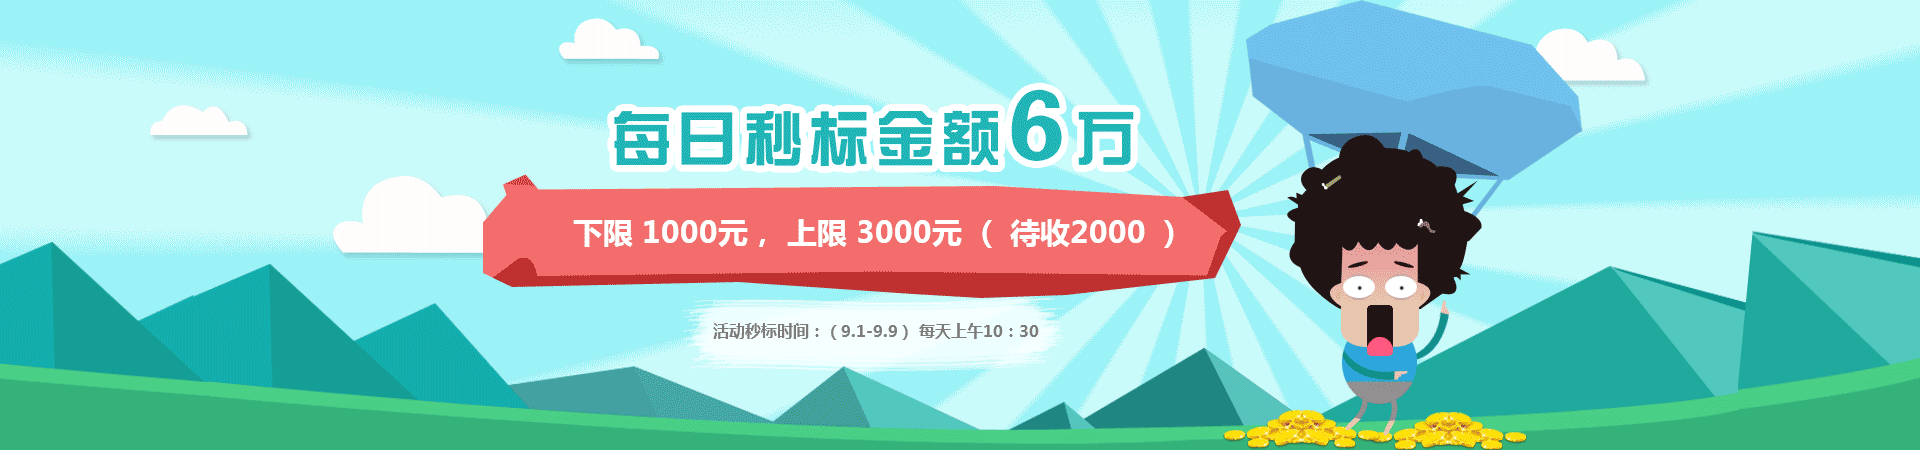 每日秒标金额6万
下限 1000元， 上限 3000元 （ 待收2000 ）
活动秒标时间：（9.1-9.9） 每天上午10：30